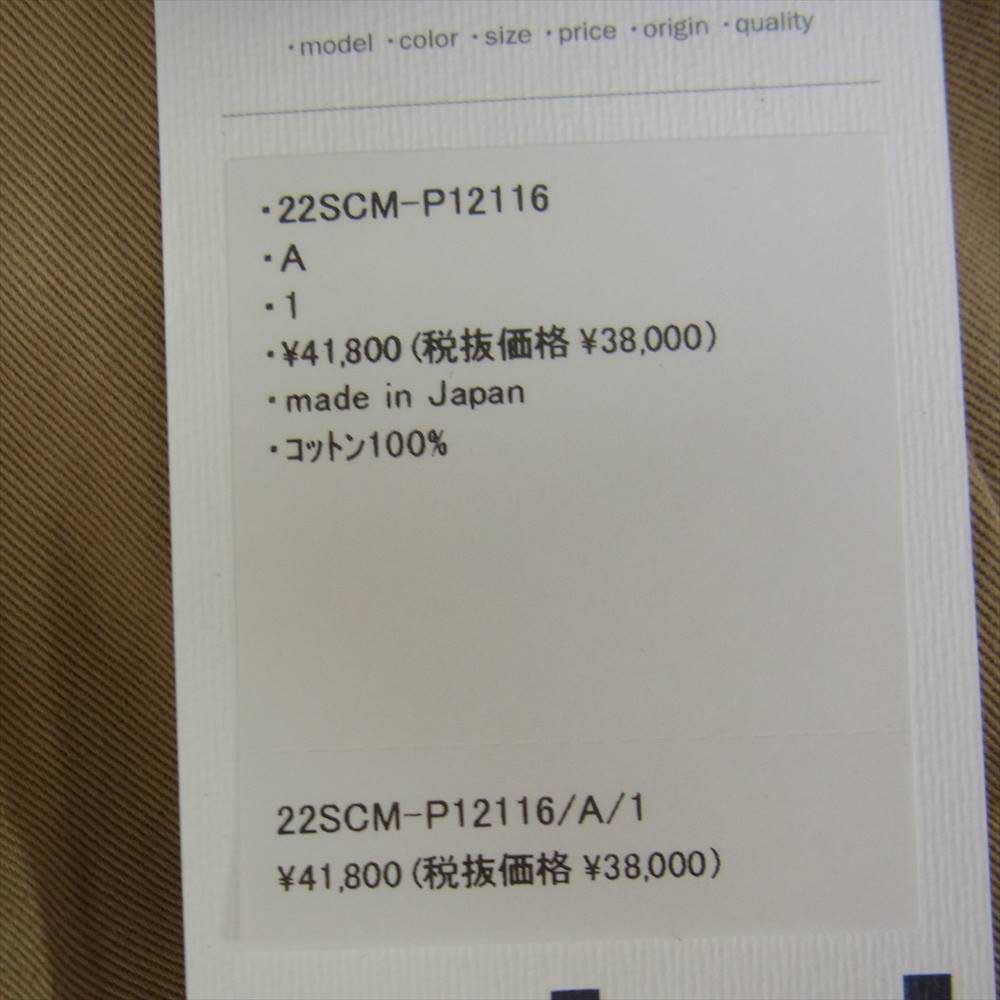 ・model ・color ・size ・price ・origin ・quality
・22SCM-P12116
・A
・1
・¥41,800(税抜価格 ¥38,000)
・made in Japan
・コットン100%
22SCM-P12116/A/1
¥41,800(税抜価格 ¥38,000)